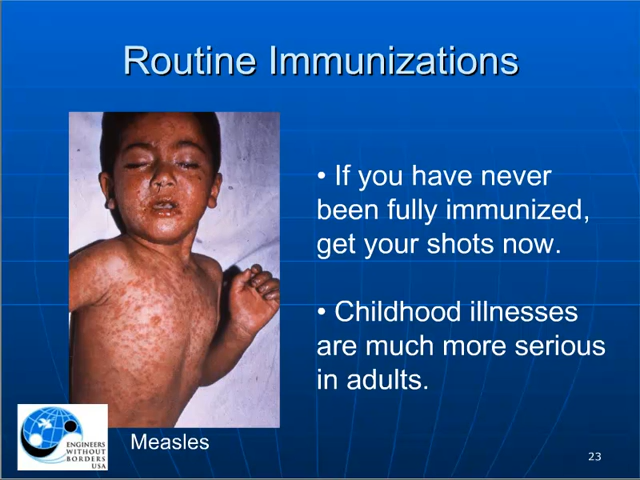 Routine Immunizations
• If you have never
been fully immunized,
get your shots now.
• Childhood illnesses
are much more serious
in adults.
ENGINEERS
WITHOUT
BORDERS
USA
Measles
23